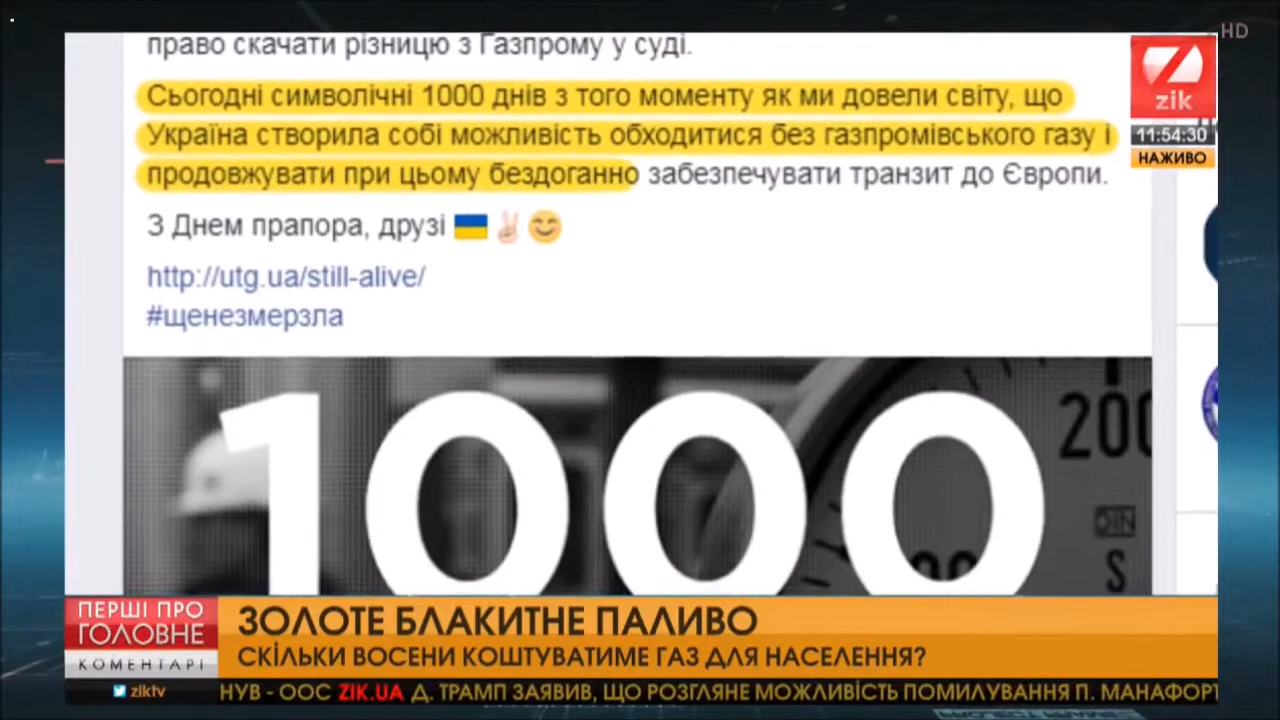 HD
право скачати різницю з Газпрому у суді.
Сьогодні символічні 1000 днів з того моменту як ми довели світу, що
Україна створила собі можливість обходитися без газпромівського газу і
продовжувати при цьому бездоганно забезпечувати транзит до Європи.
З Днем прапора, друзі 🇺🇦✌🏻😊
http://utg.ua/still-alive/
#щенезмерзла
zik
11:54:30
НАЖИВО
1000
200
DIN
S
ПЕРШІ ПРО
ГОЛОВНЕ
КОМЕНТАРІ
ЗОЛОТЕ БЛАКИТНЕ ПАЛИВО
СКІЛЬКИ ВОСЕНИ КОШТУВАТИМЕ ГАЗ ДЛЯ НАСЕЛЕННЯ?
ziktv
НУВ - ООС ZIK.UA Д. ТРАМП ЗАЯВИВ, ЩО РОЗГЛЯНЕ МОЖЛИВІСТЬ ПОМИЛУВАННЯ П. МАНАФОРТ